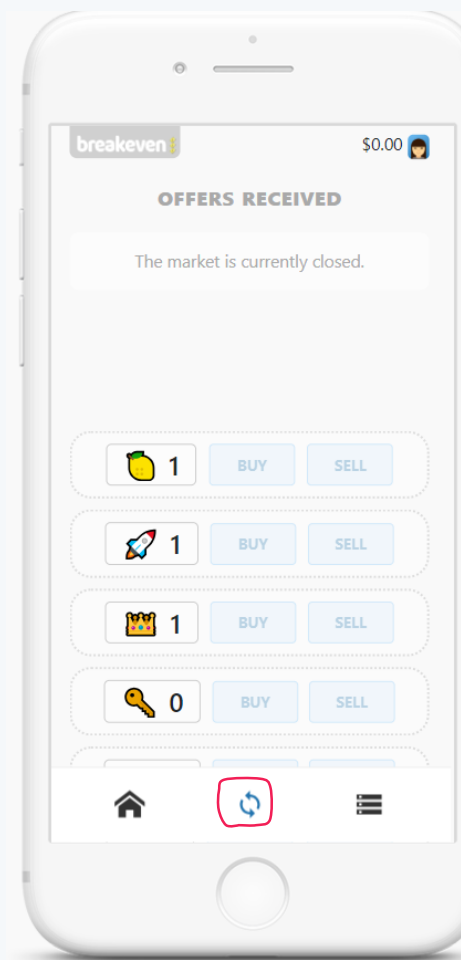 breakeven
$0.00
OFFERS RECEIVED
The market is currently closed.
1 BUY SELL
1 BUY SELL
1 BUY SELL
0 BUY SELL